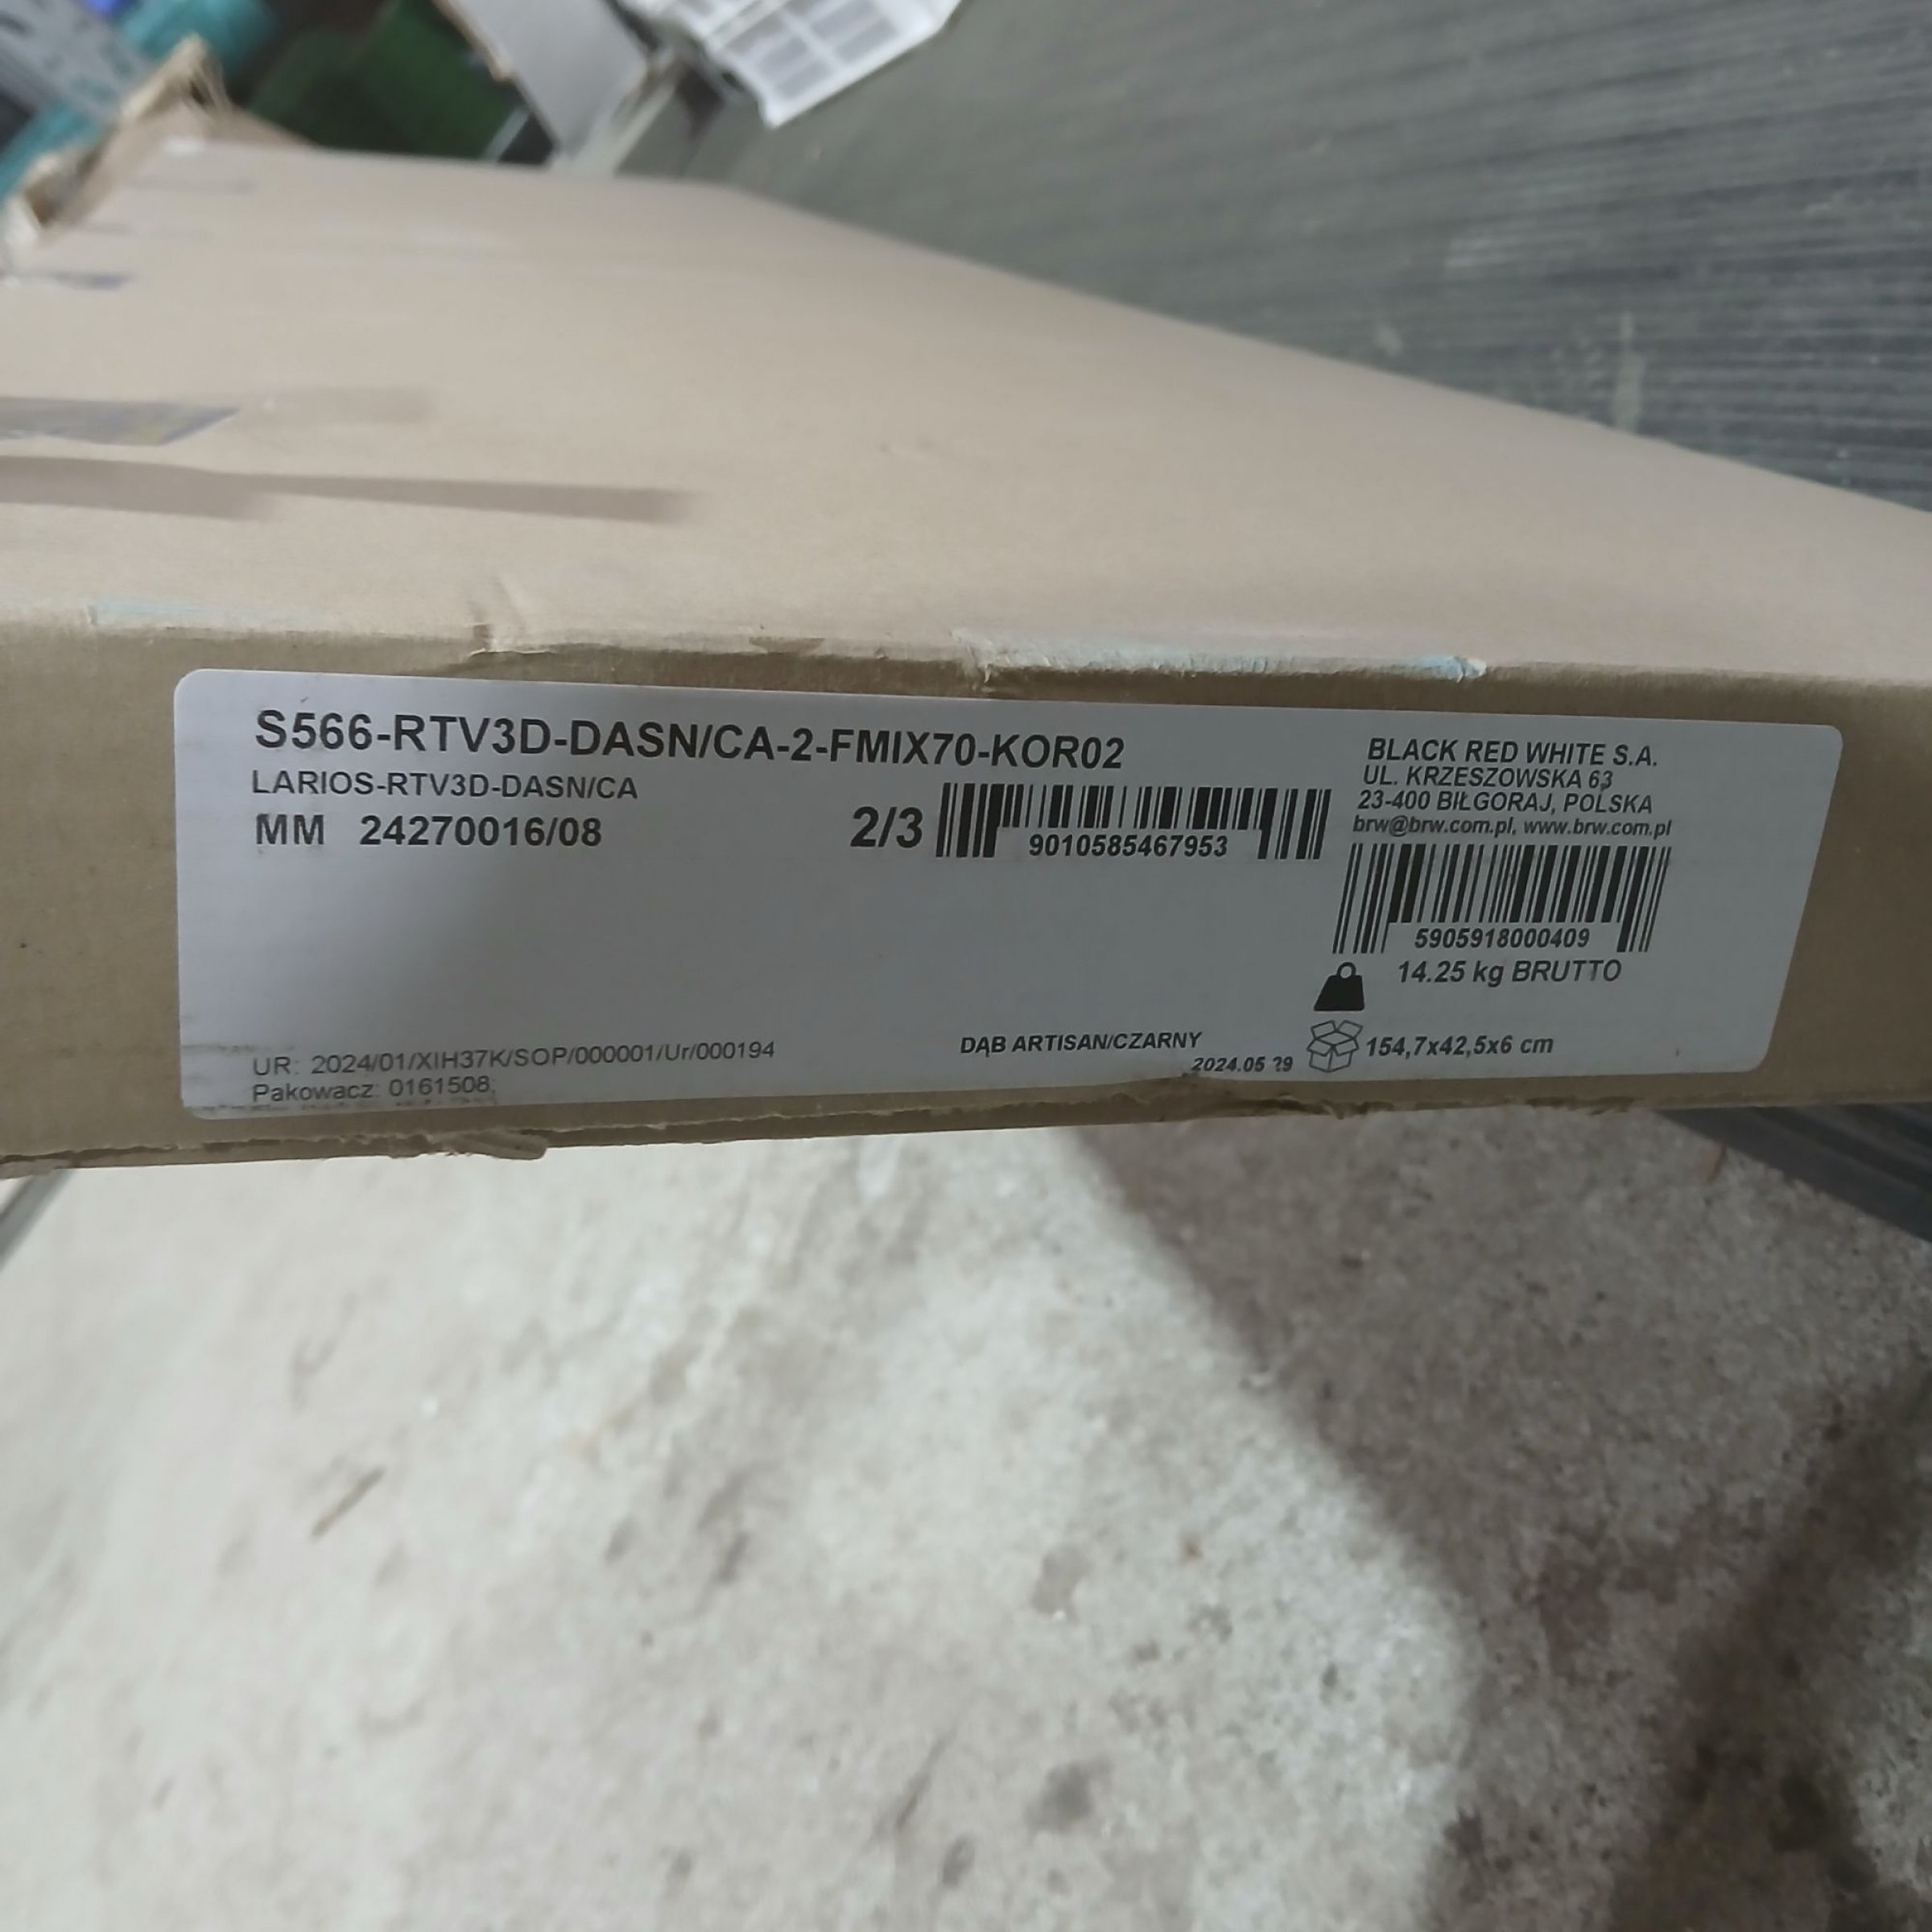 S566-RTV3D-DASN/CA-2-FMIX70-KOR02
LARIOS-RTV3D-DASN/CA
MM 24270016/08
2/3
9010585467953
BLACK RED WHITE S.A.
UL. KRZESZOWSKA 63
23-400 BIŁGORAJ, POLSKA
brw@brw.com.pl, www.brw.com.pl
5905918000409
14.25 kg BRUTTO
UR: 2024/01/XIH37K/SOP/000001/Ur/000194
Pakowacz: 0161508;
DĄB ARTISAN/CZARNY
2024.05.29
154,7x42,5x6 cm